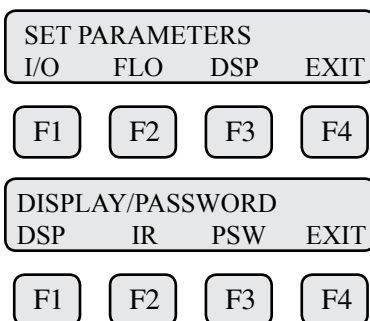 SET PARAMETERS
I/O FLO DSP EXIT
F1 F2 F3 F4
DISPLAY/PASSWORD
DSP IR PSW EXIT
F1 F2 F3 F4